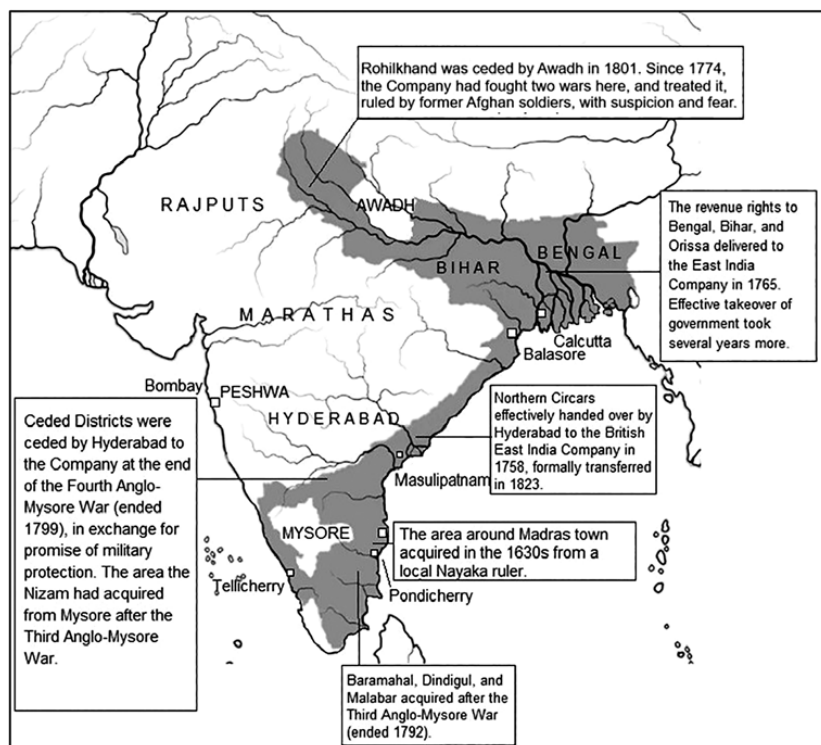 Rohilkhand was ceded by Awadh in 1801. Since 1774,
the Company had fought two wars here, and treated it,
ruled by former Afghan soldiers, with suspicion and fear.
RAJPUTS
AWADH
The revenue rights to
Bengal, Bihar, and
Orissa delivered to
the East India
Company in 1765.
Effective takeover of
government took
several years more.
BENGAL
BIHAR
MARATHAS
Calcutta
Balasore
Bombay
PESHWA
HYDERABAD
Northern Circars
effectively handed over by
Hyderabad to the British
East India Company in
1758, formally transferred
in 1823.
Ceded Districts were
ceded by Hyderabad to
the Company at the end
of the Fourth Anglo-
Mysore War (ended
1799), in exchange for
promise of military
protection. The area the
Nizam had acquired
from Mysore after the
Third Anglo-Mysore
War.
Masulipatnam
MYSORE
The area around Madras town
acquired in the 1630s from a
local Nayaka ruler.
Tellicherry
Pondicherry
Baramahal, Dindigul, and
Malabar acquired after the
Third Anglo-Mysore War
(ended 1792).